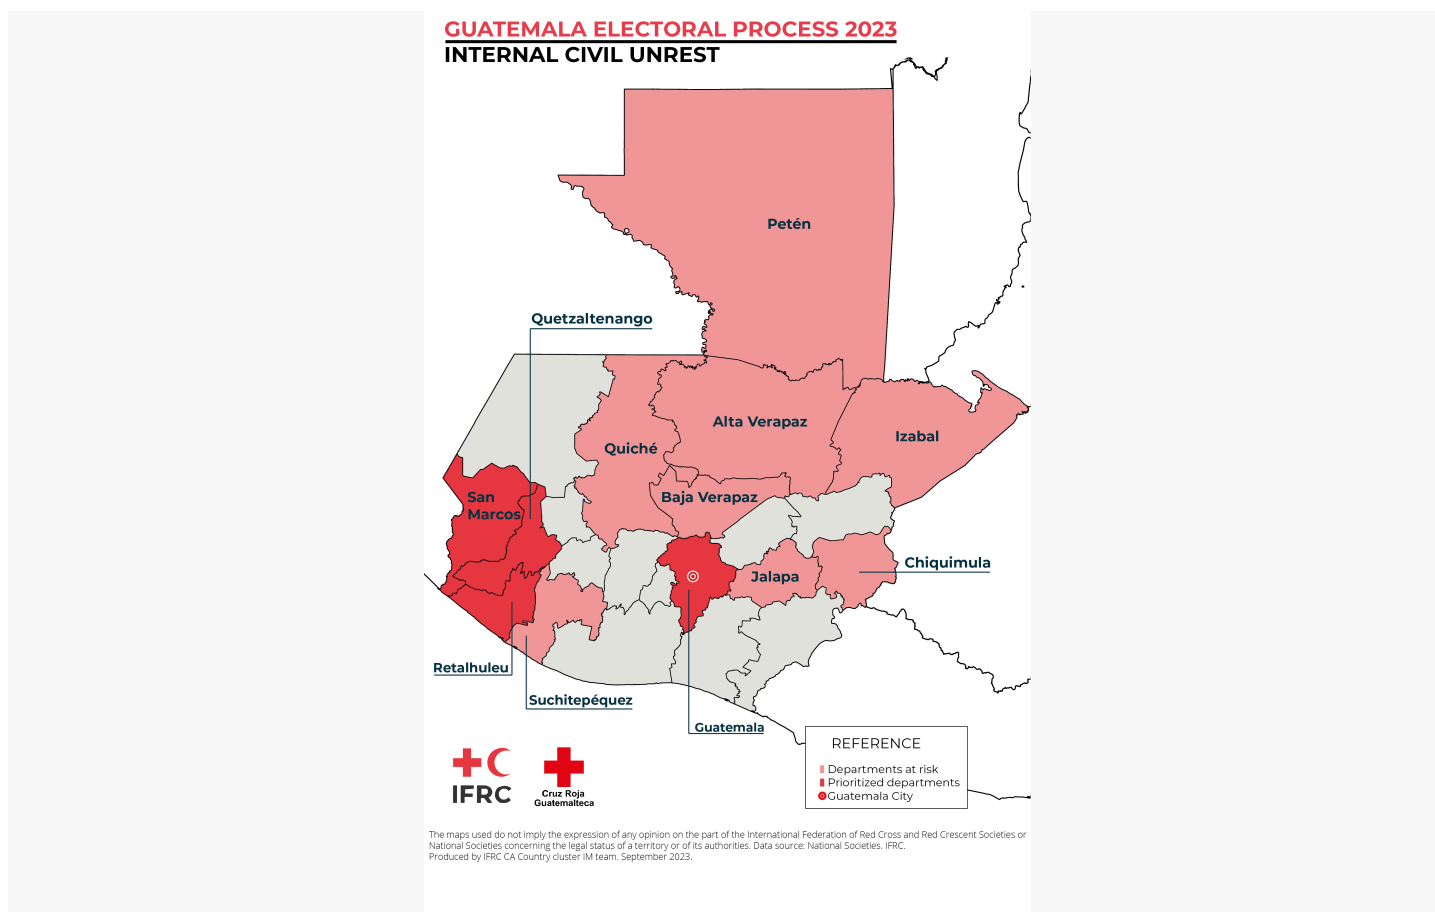 GUATEMALA ELECTORAL PROCESS 2023
INTERNAL CIVIL UNREST
Petén
Quetzaltenango
Alta Verapaz
Izabal
Quiché
Baja Verapaz
San
Marcos
Chiquimula
Jalapa
Retalhuleu
Suchitepéquez
Guatemala
REFERENCE
Departments at risk
Prioritized departments
Guatemala City
IFRC
Cruz Roja
Guatemalteca
The maps used do not imply the expression of any opinion on the part of the International Federation of Red Cross and Red Crescent Societies or
National Societies concerning the legal status of a territory or of its authorities. Data source: National Societies. IFRC.
Produced by IFRC CA Country cluster IM team. September 2023.